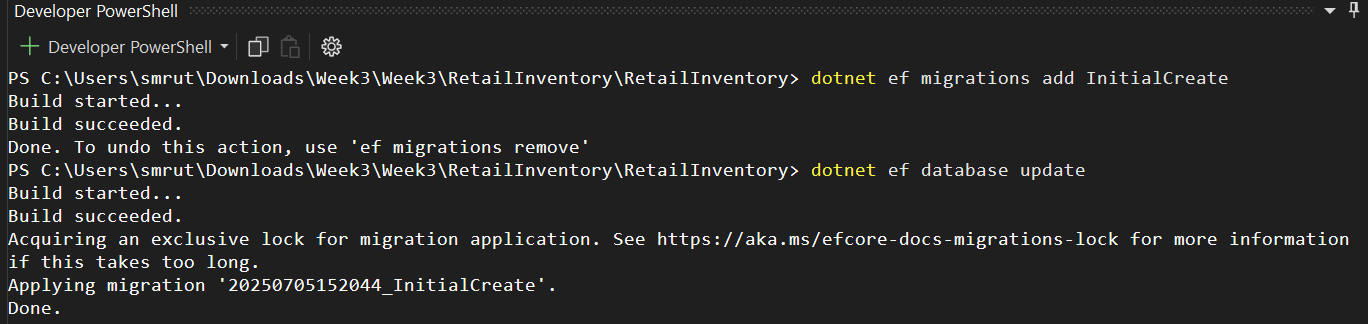 Developer PowerShell
Developer PowerShell
PS C:\Users\smrut\Downloads\Week3\Week3\RetailInventory\RetailInventory> dotnet ef migrations add InitialCreate
Build started...
Build succeeded.
Done. To undo this action, use 'ef migrations remove'
PS C:\Users\smrut\Downloads\Week3\Week3\RetailInventory\RetailInventory> dotnet ef database update
Build started...
Build succeeded.
Acquiring an exclusive lock for migration application. See https://aka.ms/efcore-docs-migrations-lock for more information
if this takes too long.
Applying migration '20250705152044_InitialCreate'.
Done.